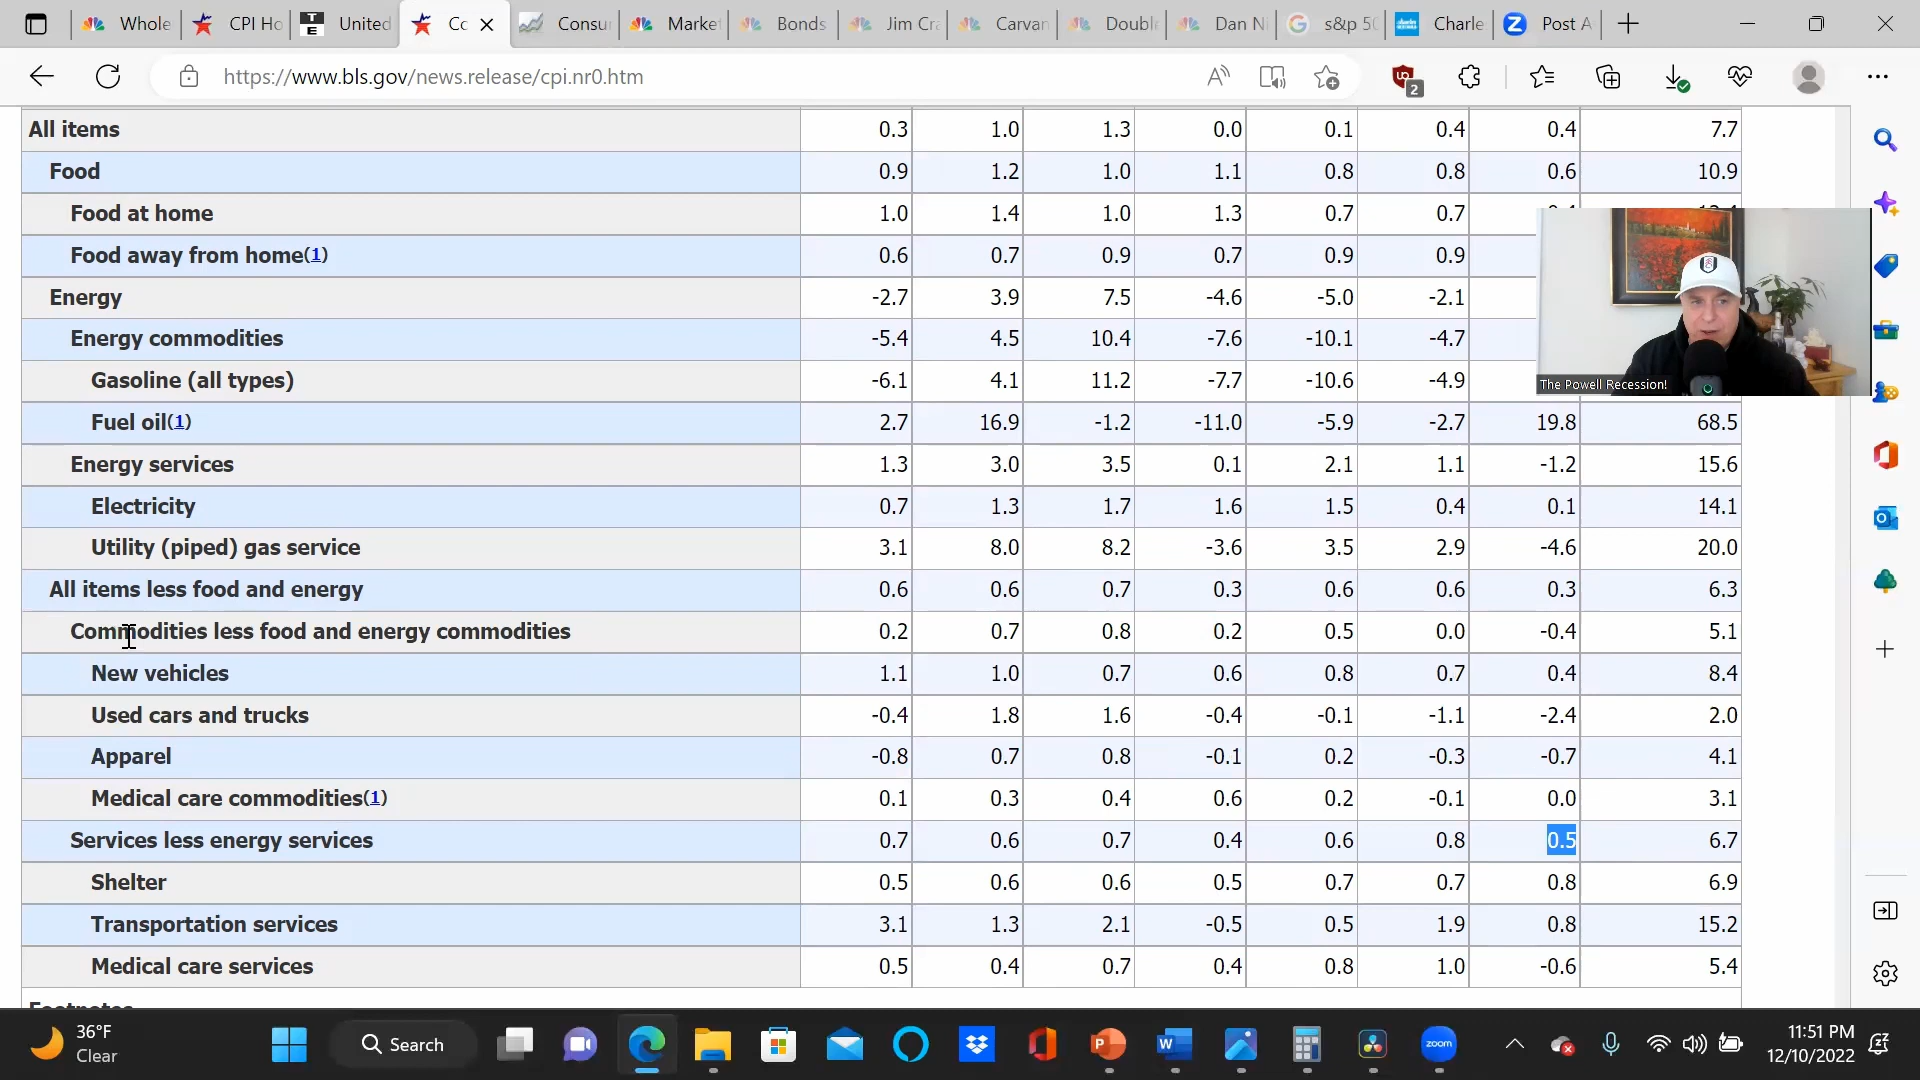 Whole
CPI Ho
United
Co
Consu
Market
Bonds
Jim Cra
Carvan
Double
Dan Ni
s&p 50
Charle
Post A
https://www.bls.gov/news.release/cpi.nr0.htm
2
All items 0.3 1.0 1.3 0.0 0.1 0.4 0.4 7.7
Food 0.9 1.2 1.0 1.1 0.8 0.8 0.6 10.9
Food at home 1.0 1.4 1.0 1.3 0.7 0.7
Food away from home(1) 0.6 0.7 0.9 0.7 0.9 0.9
Energy -2.7 3.9 7.5 -4.6 -5.0 -2.1
Energy commodities -5.4 4.5 10.4 -7.6 -10.1 -4.7
Gasoline (all types) -6.1 4.1 11.2 -7.7 -10.6 -4.9
The Powell Recession!
Fuel oil(1) 2.7 16.9 -1.2 -11.0 -5.9 -2.7 19.8 68.5
Energy services 1.3 3.0 3.5 0.1 2.1 1.1 -1.2 15.6
Electricity 0.7 1.3 1.7 1.6 1.5 0.4 0.1 14.1
Utility (piped) gas service 3.1 8.0 8.2 -3.6 3.5 2.9 -4.6 20.0
All items less food and energy 0.6 0.6 0.7 0.3 0.6 0.6 0.3 6.3
Commodities less food and energy commodities 0.2 0.7 0.8 0.2 0.5 0.0 -0.4 5.1
New vehicles 1.1 1.0 0.7 0.6 0.8 0.7 0.4 8.4
Used cars and trucks -0.4 1.8 1.6 -0.4 -0.1 -1.1 -2.4 2.0
Apparel -0.8 0.7 0.8 -0.1 0.2 -0.3 -0.7 4.1
Medical care commodities(1) 0.1 0.3 0.4 0.6 0.2 -0.1 0.0 3.1
Services less energy services 0.7 0.6 0.7 0.4 0.6 0.8 0.5 6.7
Shelter 0.5 0.6 0.6 0.5 0.7 0.7 0.8 6.9
Transportation services 3.1 1.3 2.1 -0.5 0.5 1.9 0.8 15.2
Medical care services 0.5 0.4 0.7 0.4 0.8 1.0 -0.6 5.4
Footnotes
36°F
Clear
Search
zoom
11:51 PM
12/10/2022